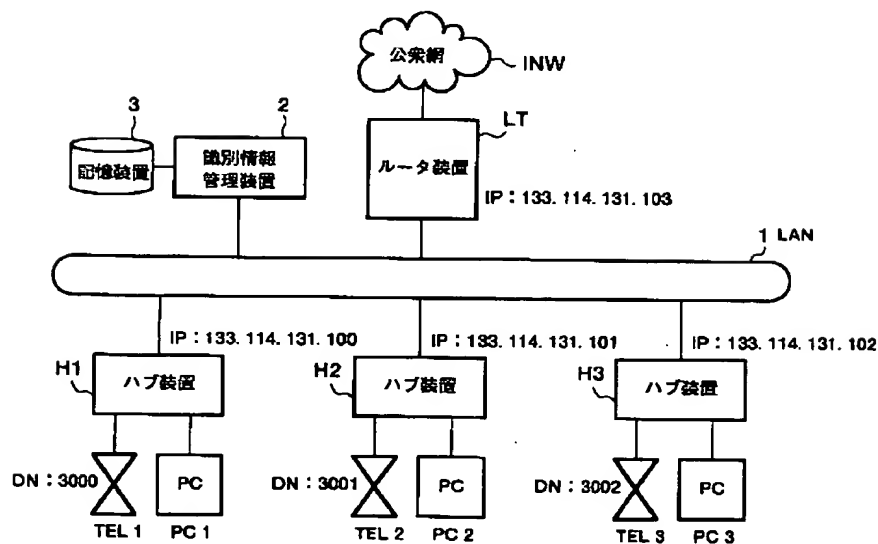 公衆網
INW
3
2
LT
記憶装置
識別情報
管理装置
ルータ装置
IP : 133. 114. 131. 103
1 LAN
IP : 133. 114. 131. 100
IP : 133. 114. 131. 101
IP : 133. 114. 131. 102
H1
ハブ装置
H2
ハブ装置
H3
ハブ装置
DN : 3000
PC
DN : 3001
PC
DN : 3002
PC
TEL 1
PC 1
TEL 2
PC 2
TEL 3
PC 3